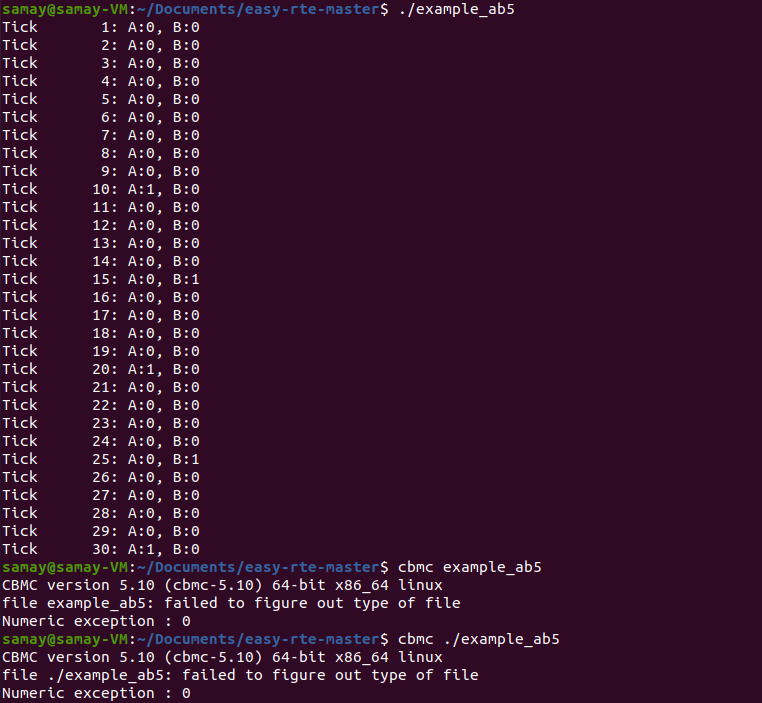 samay@samay-VM:~/Documents/easy-rte-master$ ./example_ab5
Tick       1: A:0, B:0
Tick       2: A:0, B:0
Tick       3: A:0, B:0
Tick       4: A:0, B:0
Tick       5: A:0, B:0
Tick       6: A:0, B:0
Tick       7: A:0, B:0
Tick       8: A:0, B:0
Tick       9: A:0, B:0
Tick      10: A:1, B:0
Tick      11: A:0, B:0
Tick      12: A:0, B:0
Tick      13: A:0, B:0
Tick      14: A:0, B:0
Tick      15: A:0, B:1
Tick      16: A:0, B:0
Tick      17: A:0, B:0
Tick      18: A:0, B:0
Tick      19: A:0, B:0
Tick      20: A:1, B:0
Tick      21: A:0, B:0
Tick      22: A:0, B:0
Tick      23: A:0, B:0
Tick      24: A:0, B:0
Tick      25: A:0, B:1
Tick      26: A:0, B:0
Tick      27: A:0, B:0
Tick      28: A:0, B:0
Tick      29: A:0, B:0
Tick      30: A:1, B:0
samay@samay-VM:~/Documents/easy-rte-master$ cbmc example_ab5
CBMC version 5.10 (cbmc-5.10) 64-bit x86_64 linux
file example_ab5: failed to figure out type of file
Numeric exception : 0
samay@samay-VM:~/Documents/easy-rte-master$ cbmc ./example_ab5
CBMC version 5.10 (cbmc-5.10) 64-bit x86_64 linux
file ./example_ab5: failed to figure out type of file
Numeric exception : 0